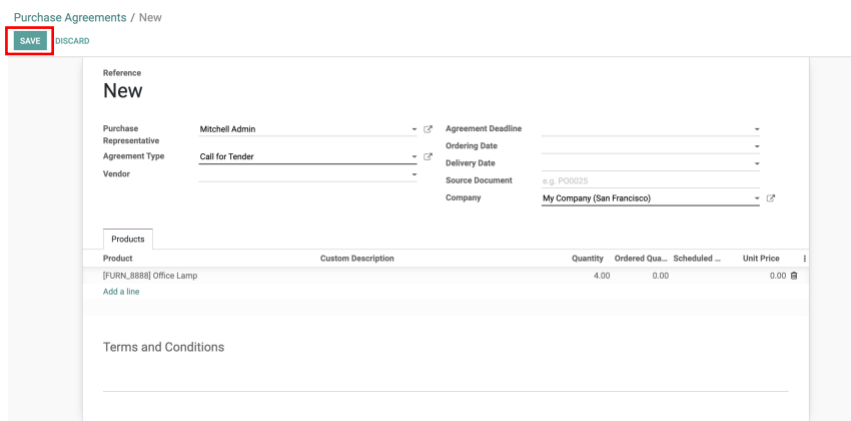 Purchase Agreements / New
SAVE DISCARD
Reference
New
Purchase Representative Mitchell Admin
Agreement Type Call for Tender
Vendor
Agreement Deadline
Ordering Date
Delivery Date
Source Document e.g. PO0025
Company My Company (San Francisco)
Products
Product Custom Description Quantity Ordered Qua... Scheduled ... Unit Price
[FURN_8888] Office Lamp 4.00 0.00 0.00
Add a line
Terms and Conditions